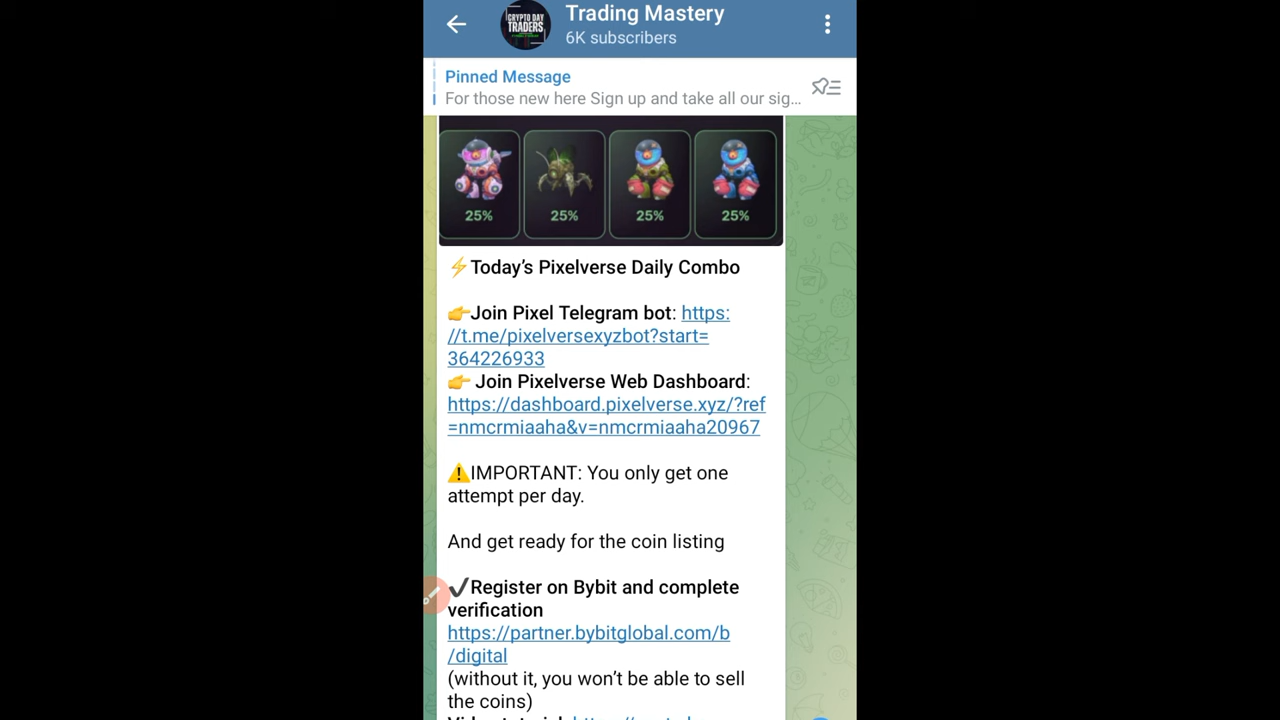 CRYPTO DAY
TRADERS
Trading Mastery
6K subscribers
Pinned Message
For those new here Sign up and take all our sig...
25% 25% 25% 25%
⚡Today’s Pixelverse Daily Combo
👉Join Pixel Telegram bot: https:
//t.me/pixelversexyzbot?start=
364226933
👉 Join Pixelverse Web Dashboard:
https://dashboard.pixelverse.xyz/?ref
=nmcrmiaaha&v=nmcrmiaaha20967
⚠️IMPORTANT: You only get one
attempt per day.
And get ready for the coin listing
✔️Register on Bybit and complete
verification
https://partner.bybitglobal.com/b
/digital
(without it, you won’t be able to sell
the coins)